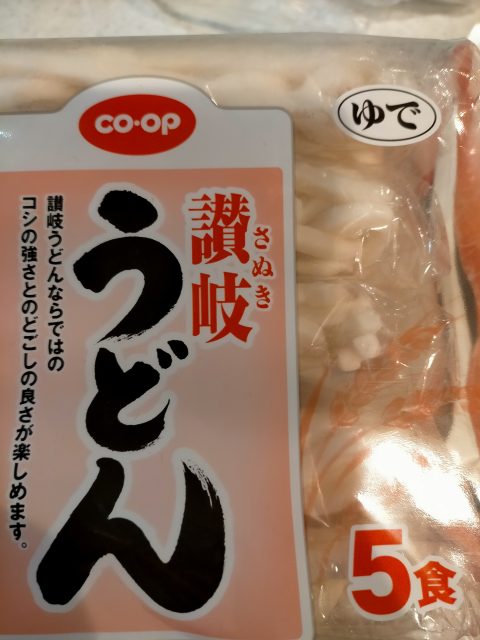 CO・OP
ゆで
讃岐
さぬき
うどん
讃岐うどんならではの
コシの強さとのどごしの良さが楽しめます。
5食